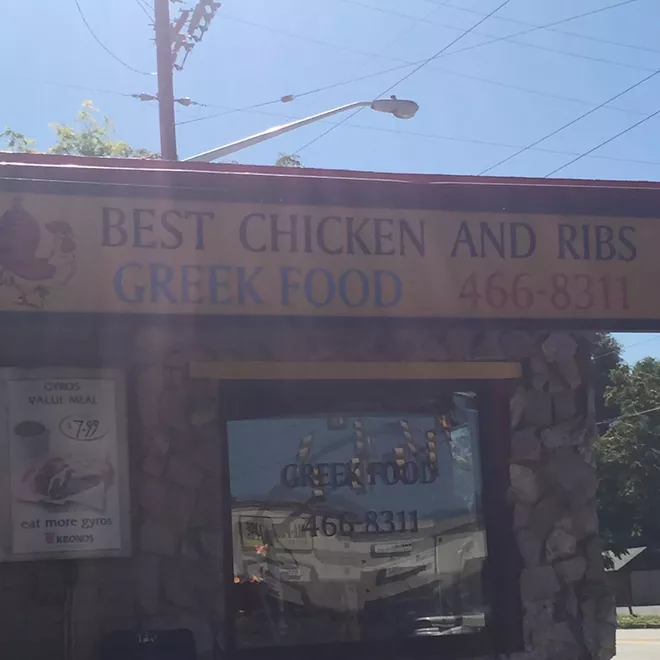 BEST CHICKEN AND RIBS
GREEK FOOD 466-8311
GYROS
VALUE MEAL
$7.99
eat more gyros
KRONOS
GREEK FOOD
466-8311